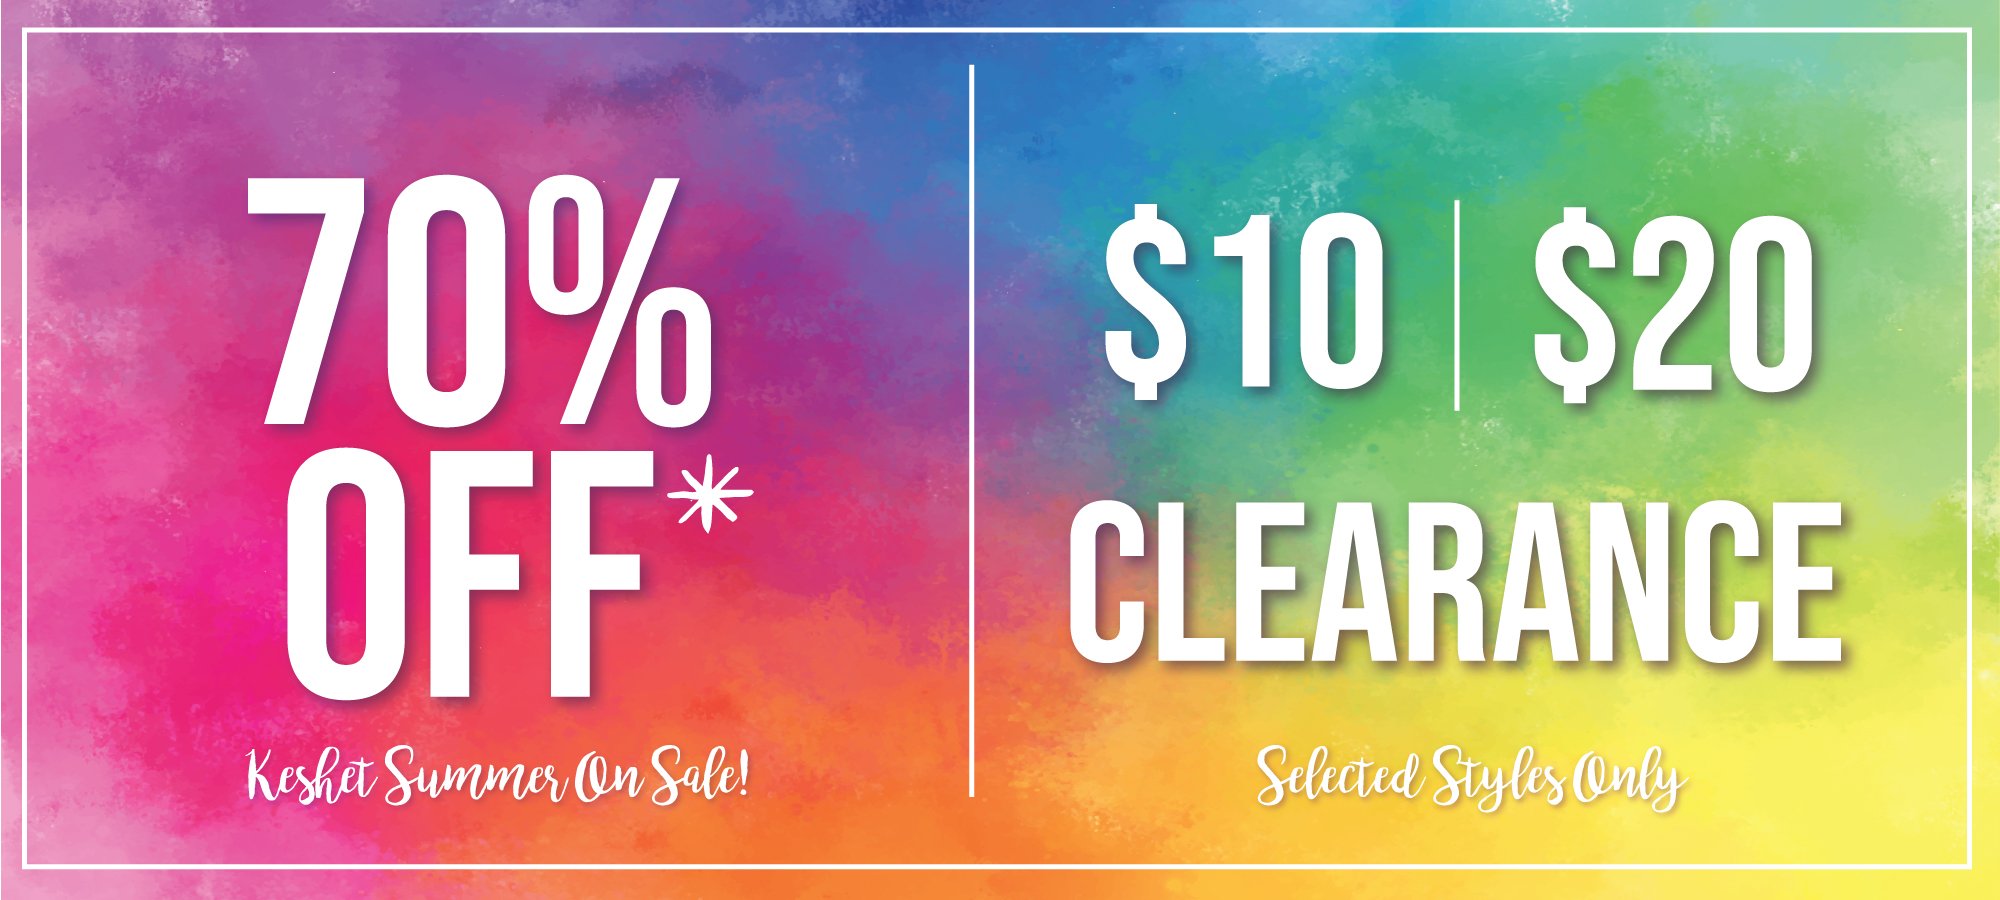 70%
OFF*
Keshet Summer On Sale!
$10 | $20
CLEARANCE
Selected Styles Only